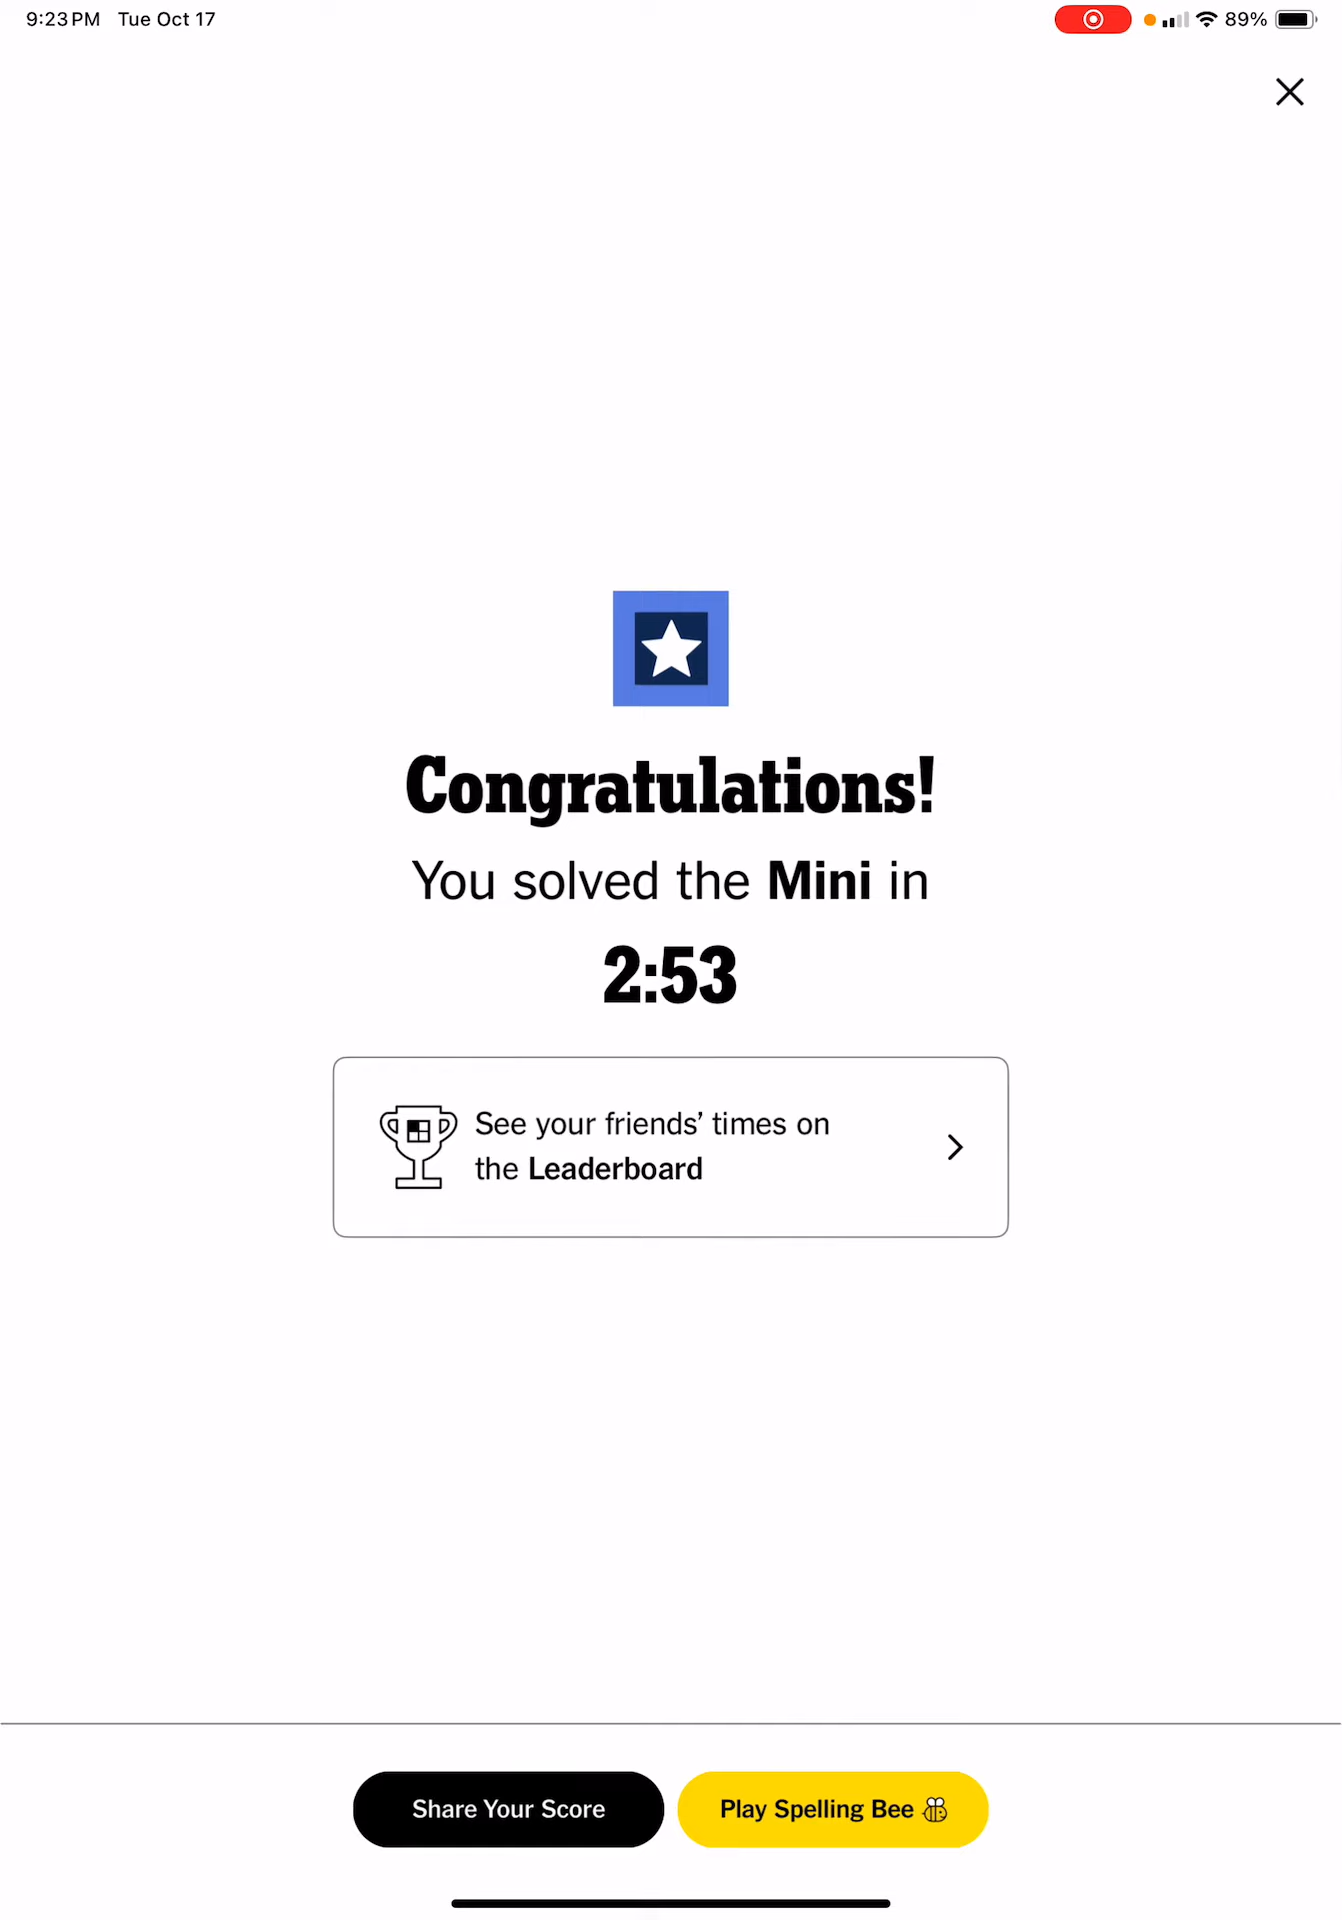 9:23 PM Tue Oct 17
89%
Congratulations!
You solved the Mini in
2:53
See your friends’ times on
the Leaderboard
Share Your Score
Play Spelling Bee